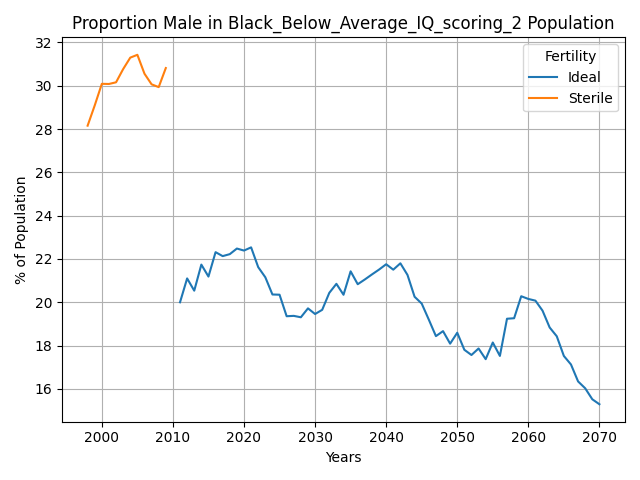 Proportion Male in Black_Below_Average_IQ_scoring_2 Population
% of Population
32
30
28
26
24
22
20
18
16
Fertility
Ideal
Sterile
2000 2010 2020 2030 2040 2050 2060 2070
Years